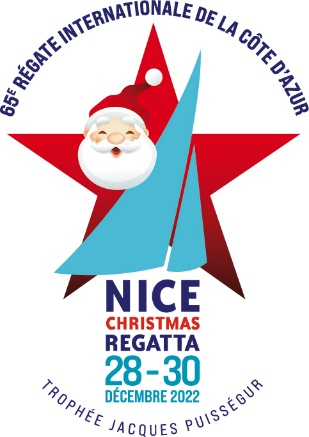 65E RÉGATE INTERNATIONALE DE LA CÔTE D'AZUR
NICE
CHRISTMAS
REGATTA
28-30
DÉCEMBRE 2022
TROPHÉE JACQUES PUISSÉGUR